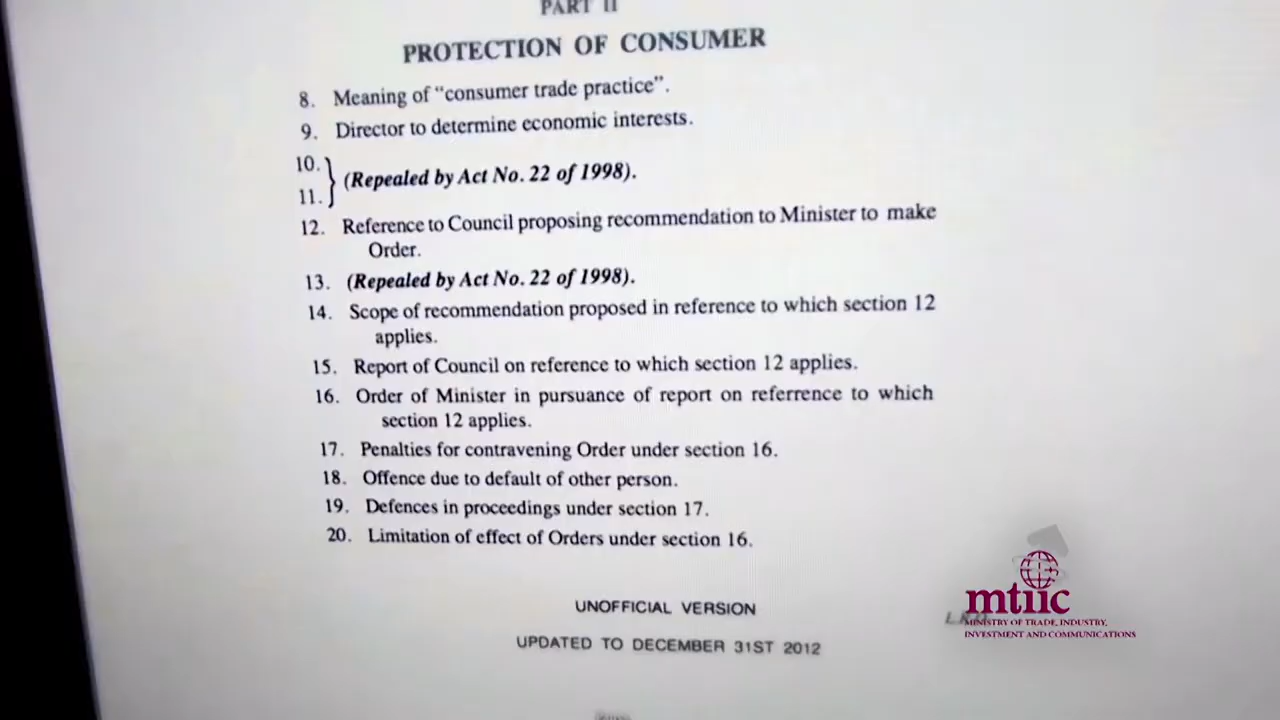 PART II
PROTECTION OF CONSUMER
8. Meaning of “consumer trade practice”.
9. Director to determine economic interests.
10.
11. } (Repealed by Act No. 22 of 1998).
12. Reference to Council proposing recommendation to Minister to make
Order.
13. (Repealed by Act No. 22 of 1998).
14. Scope of recommendation proposed in reference to which section 12
applies.
15. Report of Council on reference to which section 12 applies.
16. Order of Minister in pursuance of report on referrence to which
section 12 applies.
17. Penalties for contravening Order under section 16.
18. Offence due to default of other person.
19. Defences in proceedings under section 17.
20. Limitation of effect of Orders under section 16.
UNOFFICIAL VERSION
UPDATED TO DECEMBER 31ST 2012
mtiic
MINISTRY OF TRADE, INDUSTRY,
INVESTMENT AND COMMUNICATIONS